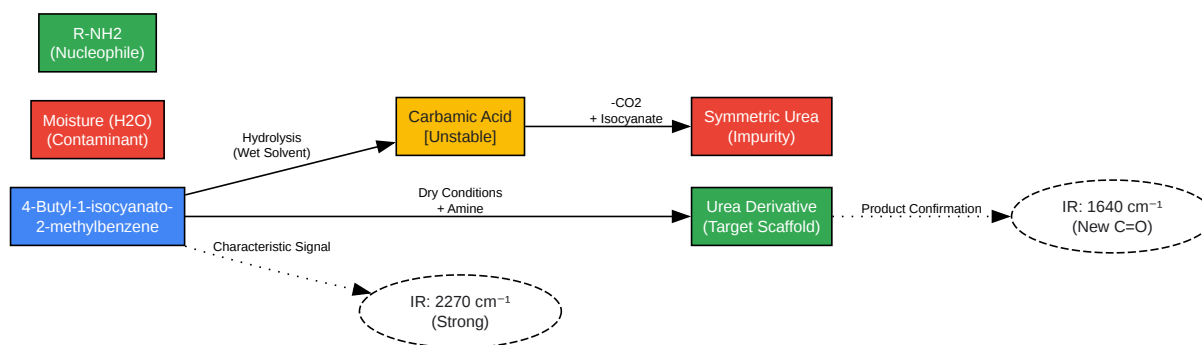 R-NH2
(Nucleophile)
Moisture (H2O)
(Contaminant)
4-Butyl-1-isocyanato-
2-methylbenzene
Hydrolysis
(Wet Solvent)
Carbamic Acid
[Unstable]
-CO2
+ Isocyanate
Symmetric Urea
(Impurity)
Dry Conditions
+ Amine
Urea Derivative
(Target Scaffold)
Product Confirmation
IR: 1640 cm⁻¹
(New C=O)
Characteristic Signal
IR: 2270 cm⁻¹
(Strong)